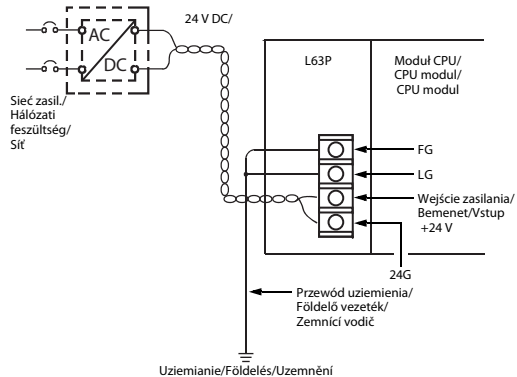 24 V DC/
AC
DC
L63P
Moduł CPU/
CPU modul/
CPU modul
Sieć zasil./
Hálózati
feszültség/
Síť
FG
LG
Wejście zasilania/
Bemenet/Vstup
+24 V
24G
Przewód uziemienia/
Földelő vezeték/
Zemnící vodič
Uziemianie/Földelés/Uzemnění